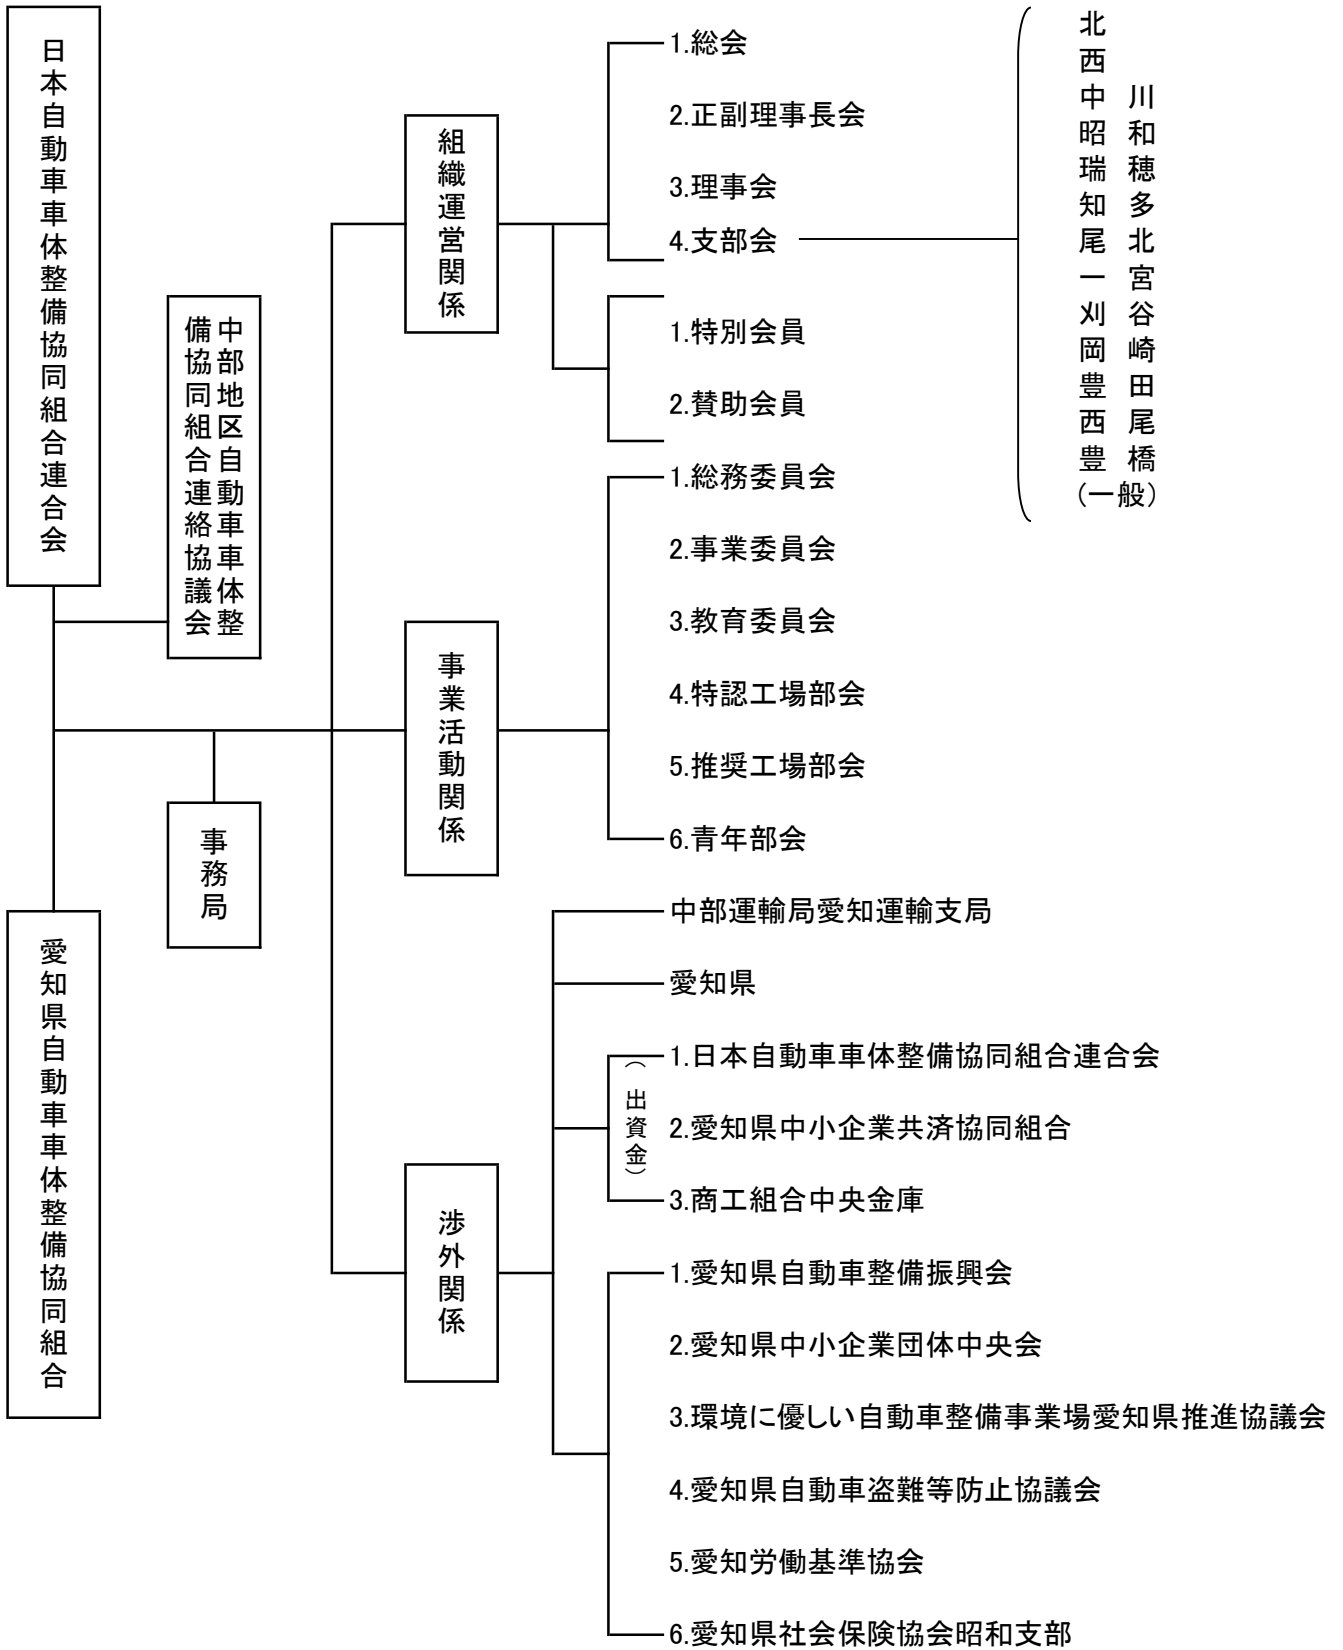 日本自動車車体整備協同組合連合会
中部地区自動車車体整
備協同組合連絡協議会
事務局
愛知県自動車車体整備協同組合
組織運営関係
1.総会
2.正副理事長会
3.理事会
4.支部会
北
西
中川
昭和
瑞穂
知多
尾北
一宮
刈谷
岡崎
豊田
西尾
豊橋
(一般)
1.特別会員
2.賛助会員
事業活動関係
1.総務委員会
2.事業委員会
3.教育委員会
4.特認工場部会
5.推奨工場部会
6.青年部会
渉外関係
中部運輸局愛知運輸支局
愛知県
(出資金)
1.日本自動車車体整備協同組合連合会
2.愛知県中小企業共済協同組合
3.商工組合中央金庫
1.愛知県自動車整備振興会
2.愛知県中小企業団体中央会
3.環境に優しい自動車整備事業場愛知県推進協議会
4.愛知県自動車盗難等防止協議会
5.愛知労働基準協会
6.愛知県社会保険協会昭和支部